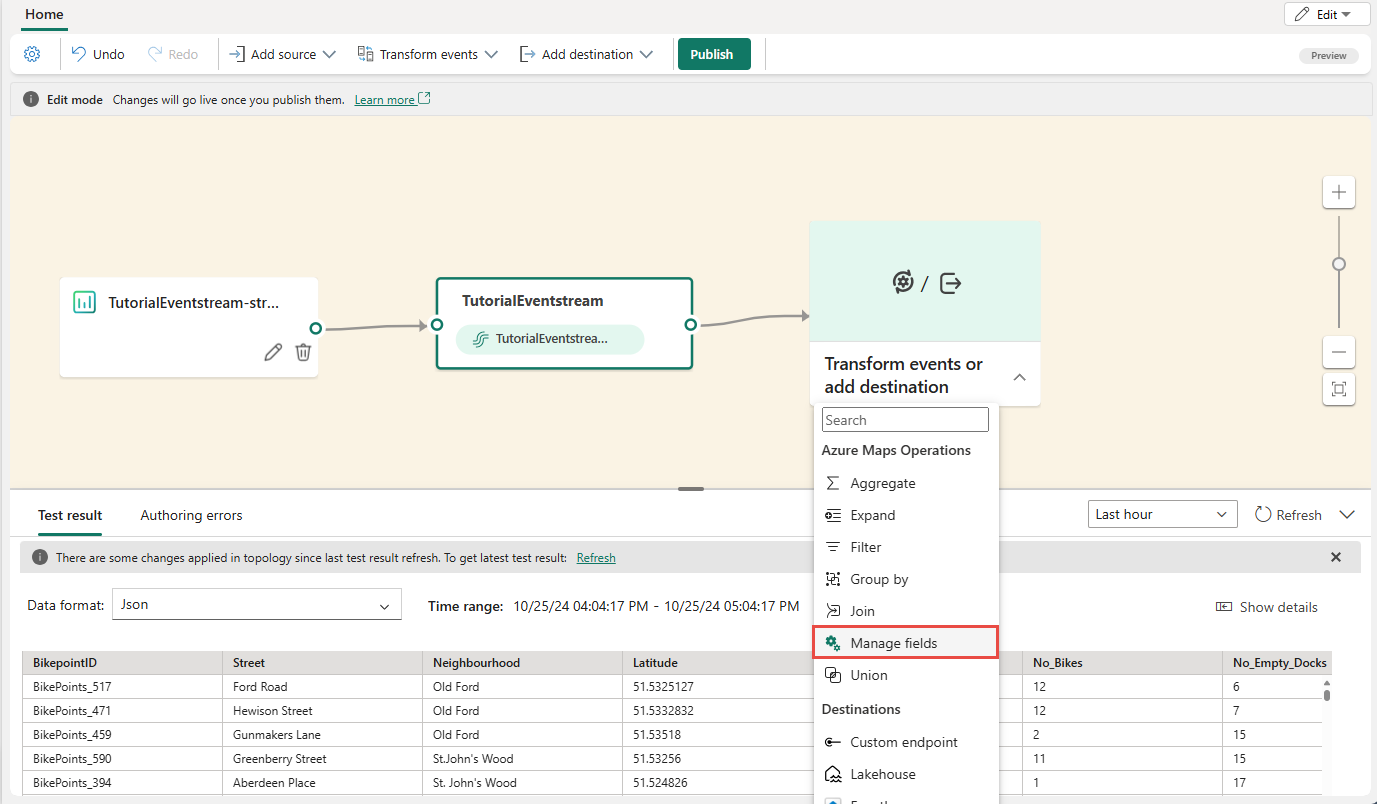 Home
Edit
Undo
Redo
Add source
Transform events
Add destination
Publish
Preview
Edit mode Changes will go live once you publish them. Learn more
TutorialEventstream-str...
TutorialEventstream
TutorialEventstrea...
/
Transform events or
add destination
Search
Azure Maps Operations
Aggregate
Expand
Filter
Group by
Join
Manage fields
Union
Destinations
Custom endpoint
Lakehouse
Test result
Authoring errors
Last hour
Refresh
There are some changes applied in topology since last test result refresh. To get latest test result: Refresh
Data format: Json
Time range: 10/25/24 04:04:17 PM - 10/25/24 05:04:17 PM
Show details
BikepointID Street Neighbourhood Latitude No_Bikes No_Empty_Docks
BikePoints_517 Ford Road Old Ford 51.5325127 12 6
BikePoints_471 Hewison Street Old Ford 51.5332832 12 7
BikePoints_459 Gunmakers Lane Old Ford 51.53518 2 15
BikePoints_590 Greenberry Street St.John's Wood 51.53256 11 15
BikePoints_394 Aberdeen Place St. John's Wood 51.524826 1 17